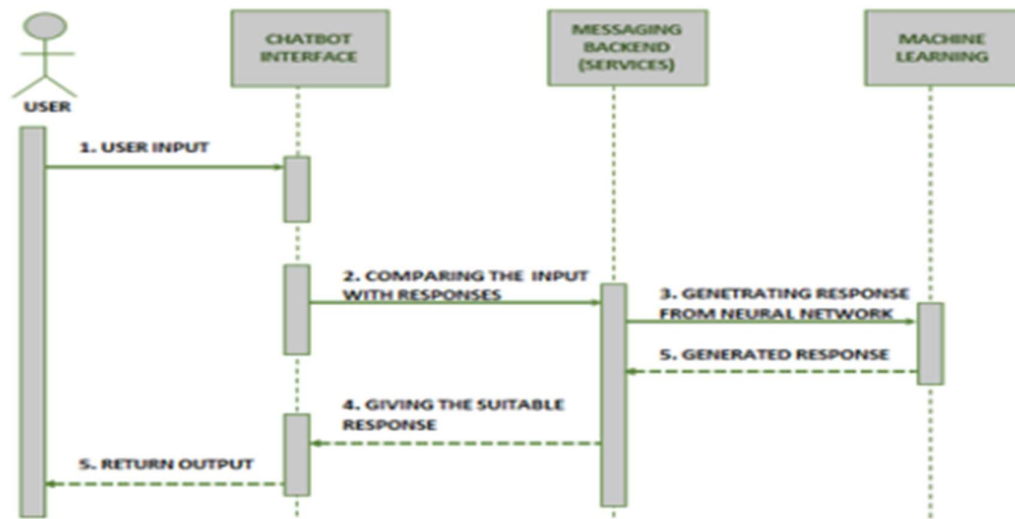 CHATBOT
INTERFACE
MESSAGING
BACKEND
(SERVICES)
MACHINE
LEARNING
USER
1. USER INPUT
2. COMPARING THE INPUT
WITH RESPONSES
3. GENETRATING RESPONSE
FROM NEURAL NETWORK
5. GENERATED RESPONSE
4. GIVING THE SUITABLE
RESPONSE
5. RETURN OUTPUT